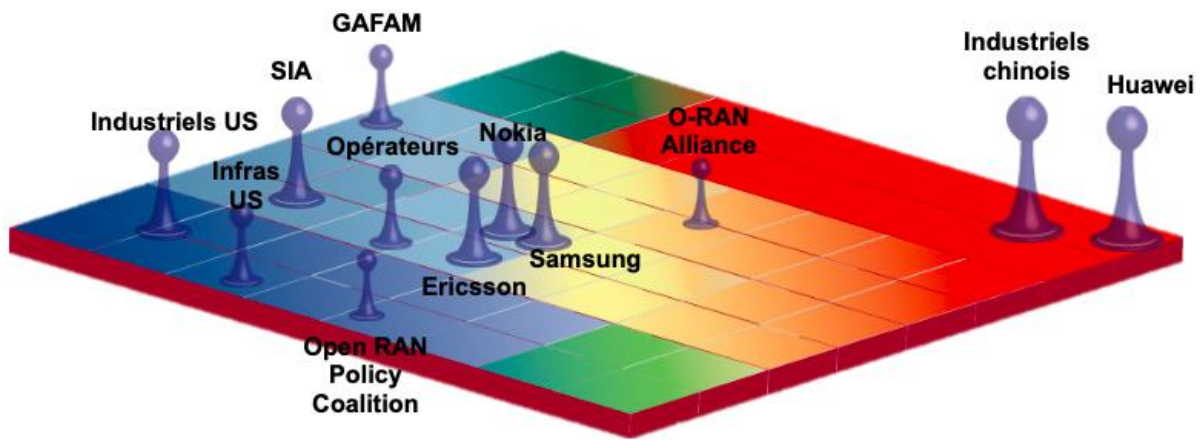 GAFAM
SIA
Industriels US
Infras
US
Opérateurs
Nokia
O-RAN
Alliance
Industriels
chinois
Huawei
Samsung
Ericsson
Open RAN
Policy
Coalition